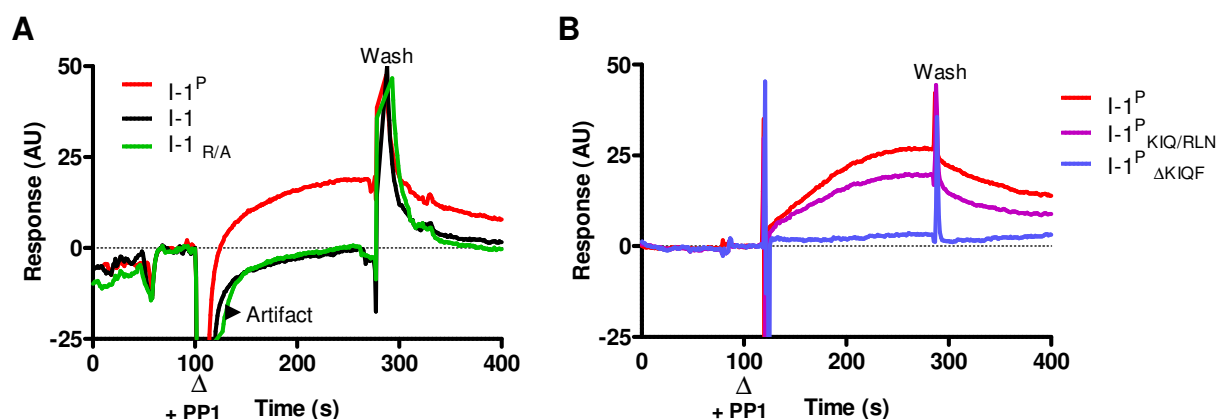 A
Wash
50
25
0
-25
Response (AU)
I-1P
I-1
I-1 R/A
Artifact
0 100 200 300 400
Δ
+ PP1 Time (s)
B
Wash
50
25
0
-25
Response (AU)
I-1P
I-1P KIQ/RLN
I-1P ΔKIQF
0 100 200 300 400
Δ
+ PP1 Time (s)